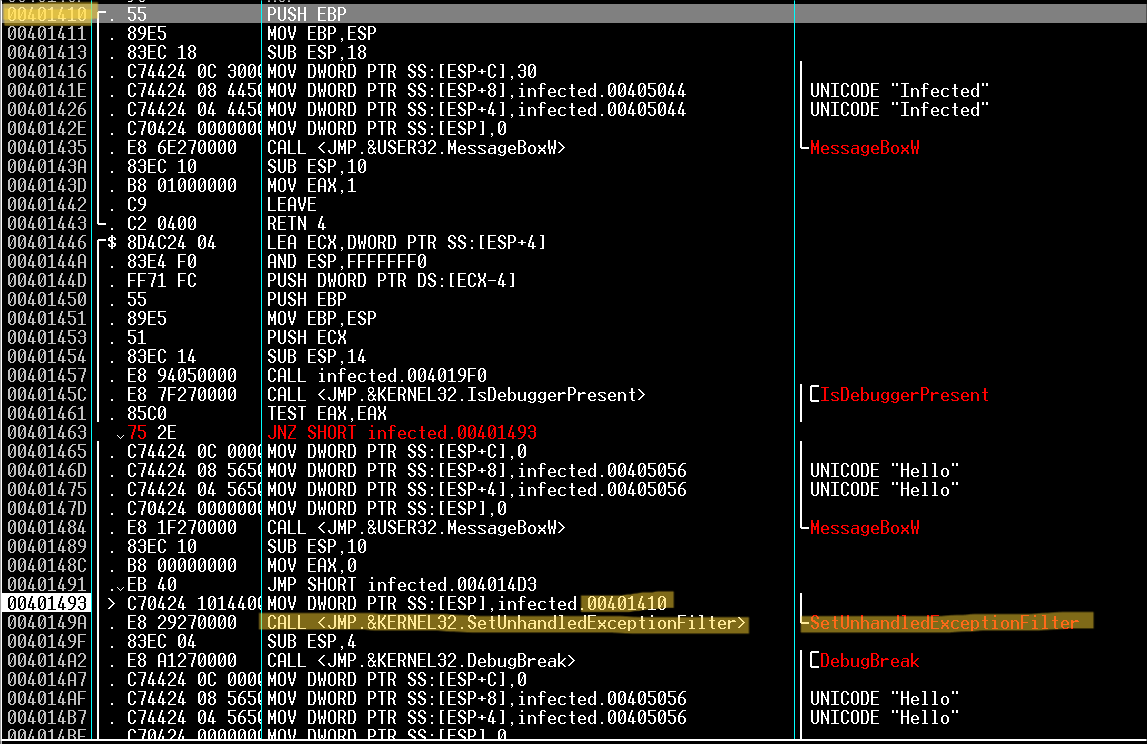 00401410 . 55 PUSH EBP
00401411 . 89E5 MOV EBP,ESP
00401413 . 83EC 18 SUB ESP,18
00401416 . C74424 0C 3000 MOV DWORD PTR SS:[ESP+C],30
0040141E . C74424 08 4450 MOV DWORD PTR SS:[ESP+8],infected.00405044 UNICODE "Infected"
00401426 . C74424 04 4450 MOV DWORD PTR SS:[ESP+4],infected.00405044 UNICODE "Infected"
0040142E . C70424 0000000 MOV DWORD PTR SS:[ESP],0
00401435 . E8 6E270000 CALL <JMP.&USER32.MessageBoxW> MessageBoxW
0040143A . 83EC 10 SUB ESP,10
0040143D . B8 01000000 MOV EAX,1
00401442 . C9 LEAVE
00401443 . C2 0400 RETN 4
00401446 $ 8D4C24 04 LEA ECX,DWORD PTR SS:[ESP+4]
0040144A . 83E4 F0 AND ESP,FFFFFFF0
0040144D . FF71 FC PUSH DWORD PTR DS:[ECX-4]
00401450 . 55 PUSH EBP
00401451 . 89E5 MOV EBP,ESP
00401453 . 51 PUSH ECX
00401454 . 83EC 14 SUB ESP,14
00401457 . E8 94050000 CALL infected.004019F0
0040145C . E8 7F270000 CALL <JMP.&KERNEL32.IsDebuggerPresent> [IsDebuggerPresent
00401461 . 85C0 TEST EAX,EAX
00401463 .v 75 2E JNZ SHORT infected.00401493
00401465 . C74424 0C 0000 MOV DWORD PTR SS:[ESP+C],0
0040146D . C74424 08 5650 MOV DWORD PTR SS:[ESP+8],infected.00405056 UNICODE "Hello"
00401475 . C74424 04 5650 MOV DWORD PTR SS:[ESP+4],infected.00405056 UNICODE "Hello"
0040147D . C70424 0000000 MOV DWORD PTR SS:[ESP],0
00401484 . E8 1F270000 CALL <JMP.&USER32.MessageBoxW> MessageBoxW
00401489 . 83EC 10 SUB ESP,10
0040148C . B8 00000000 MOV EAX,0
00401491 .v EB 40 JMP SHORT infected.004014D3
00401493 > C70424 1014400 MOV DWORD PTR SS:[ESP],infected.00401410
0040149A . E8 29270000 CALL <JMP.&KERNEL32.SetUnhandledExceptionFilter> SetUnhandledExceptionFilter
0040149F . 83EC 04 SUB ESP,4
004014A2 . E8 A1270000 CALL <JMP.&KERNEL32.DebugBreak> [DebugBreak
004014A7 . C74424 0C 0000 MOV DWORD PTR SS:[ESP+C],0
004014AF . C74424 08 5650 MOV DWORD PTR SS:[ESP+8],infected.00405056 UNICODE "Hello"
004014B7 . C74424 04 5650 MOV DWORD PTR SS:[ESP+4],infected.00405056 UNICODE "Hello"
004014BF . C70424 0000000 MOV DWORD PTR SS:[ESP],0